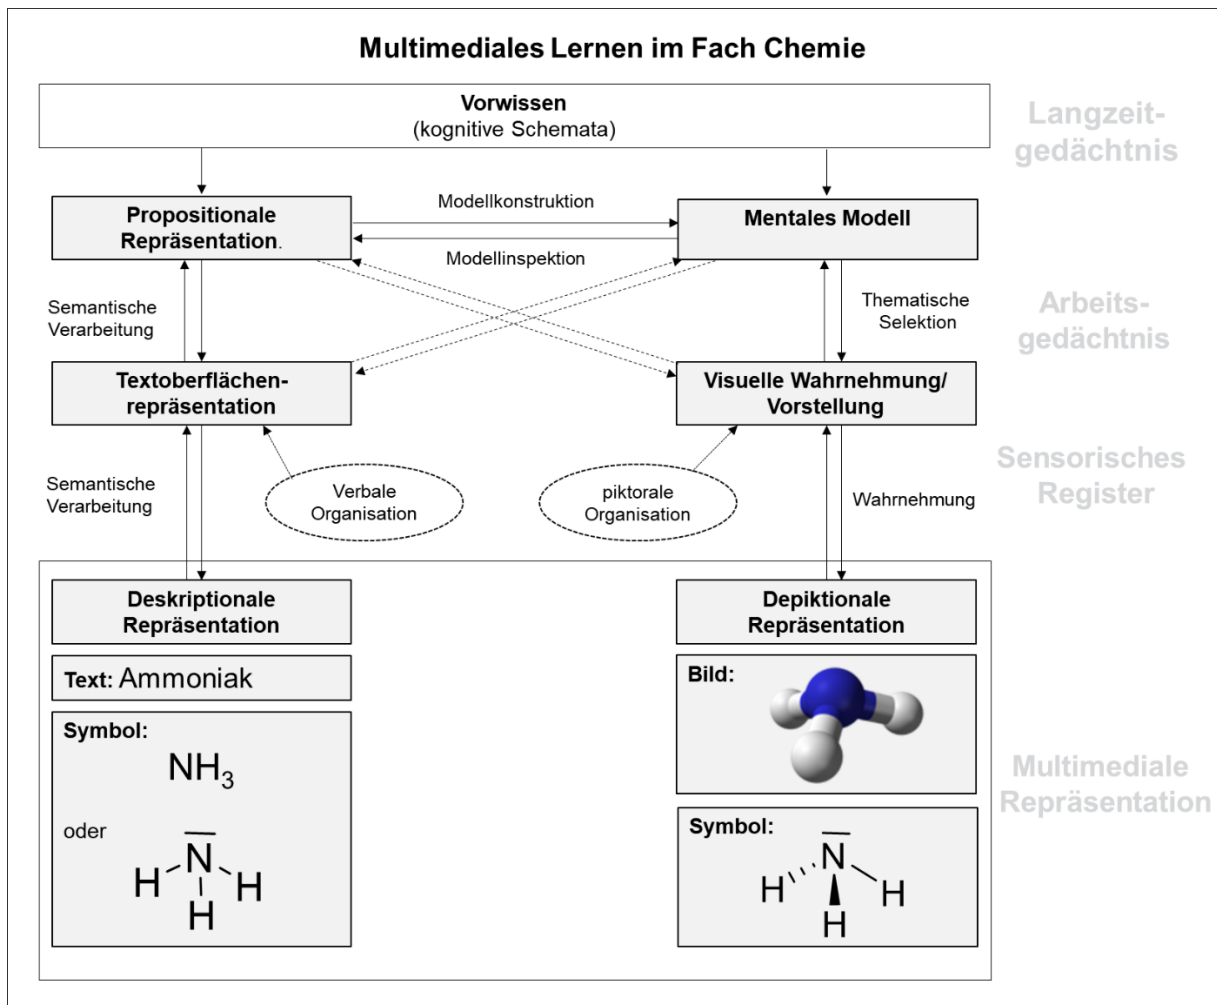 Multimediales Lernen im Fach Chemie
Vorwissen
(kognitive Schemata)
Langzeit-
gedächtnis
Propositionale
Repräsentation.
Modellkonstruktion
Modellinspektion
Mentales Modell
Semantische
Verarbeitung
Thematische
Selektion
Arbeits-
gedächtnis
Textoberflächen-
repräsentation
Visuelle Wahrnehmung/
Vorstellung
Semantische
Verarbeitung
Verbale
Organisation
piktorale
Organisation
Wahrnehmung
Sensorisches
Register
Deskriptionale
Repräsentation
Text: Ammoniak
Symbol:
NH3
oder
N
H H
H
Depiktionale
Repräsentation
Bild:
Symbol:
N
H H
H
Multimediale
Repräsentation